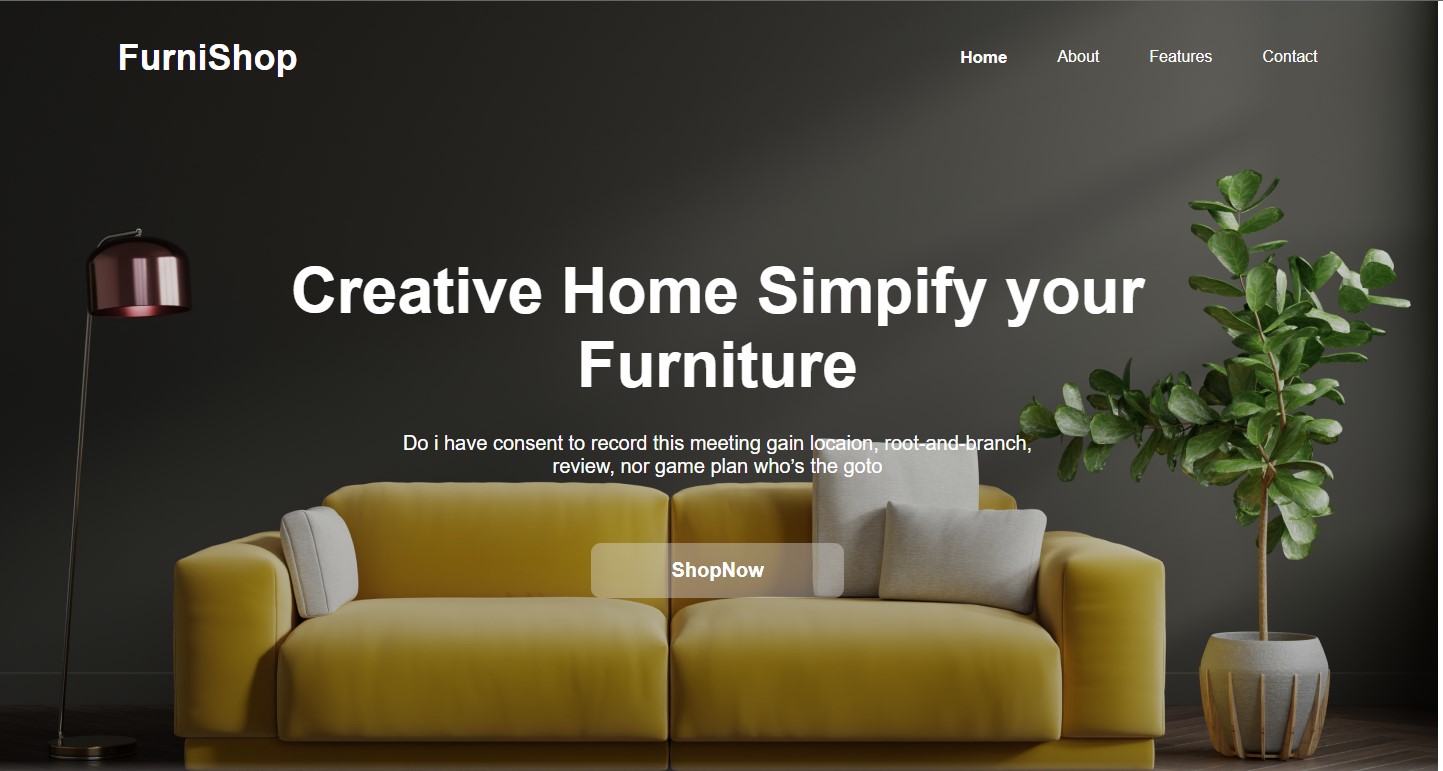 FurniShop
Home About Features Contact
Creative Home Simpify your
Furniture
Do i have consent to record this meeting gain locaion, root-and-branch,
review, nor game plan who's the goto
ShopNow